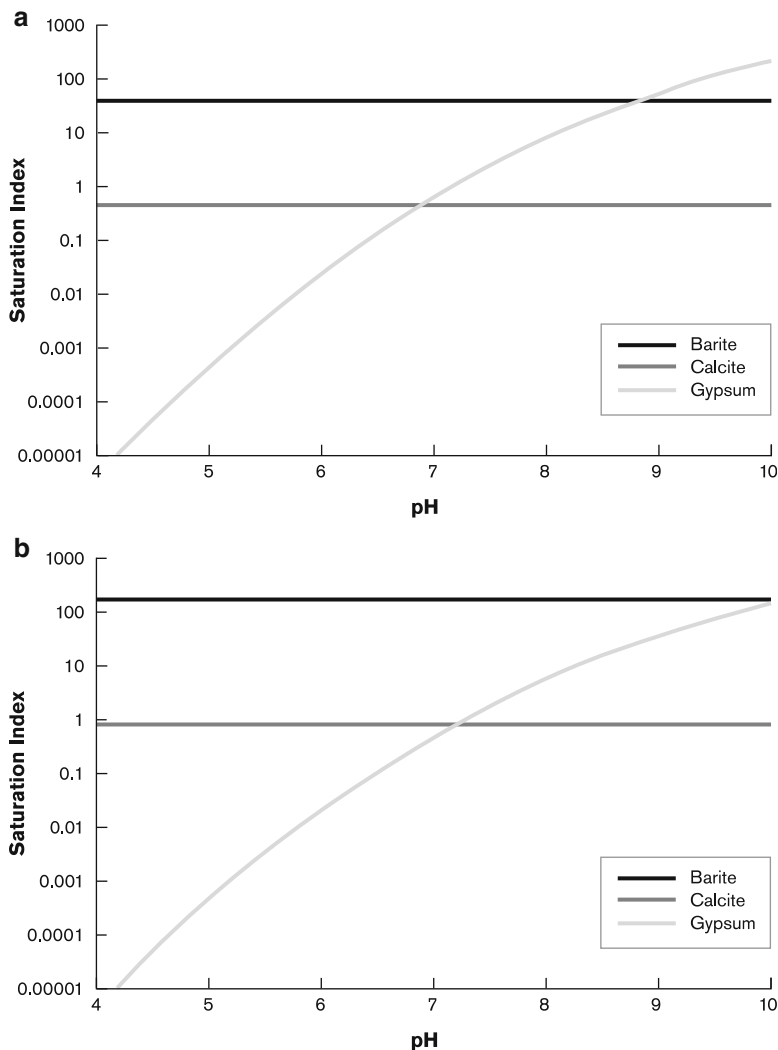 a
1000
100
10
1
0.1
0.01
0.001
0.0001
0.00001
Saturation Index
4 5 6 7 8 9 10
pH
Barite
Calcite
Gypsum
b
1000
100
10
1
0.1
0.01
0.001
0.0001
0.00001
Saturation Index
4 5 6 7 8 9 10
pH
Barite
Calcite
Gypsum